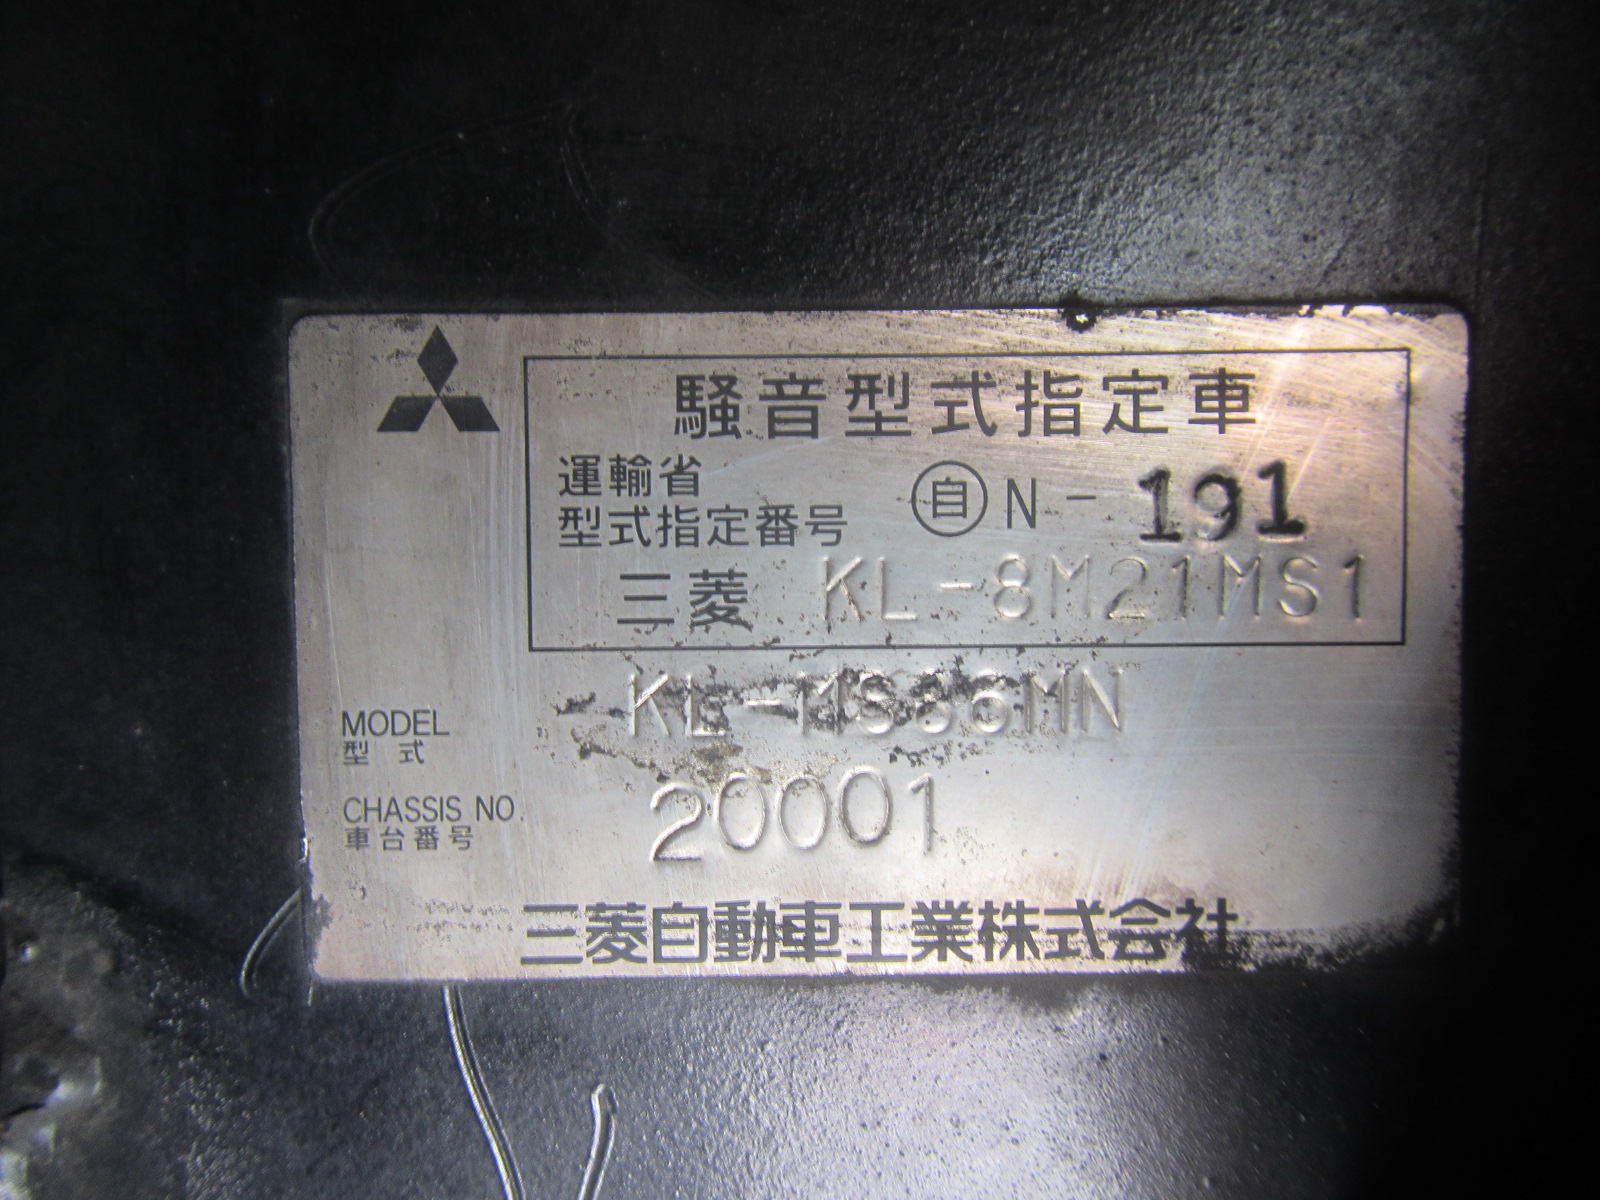 騒音型式指定車
運輸省
型式指定番号 自 N-191
三菱 KL-8M21MS1
MODEL KL-MS86MN
型式
CHASSIS NO. 20001
車台番号
三菱自動車工業株式会社